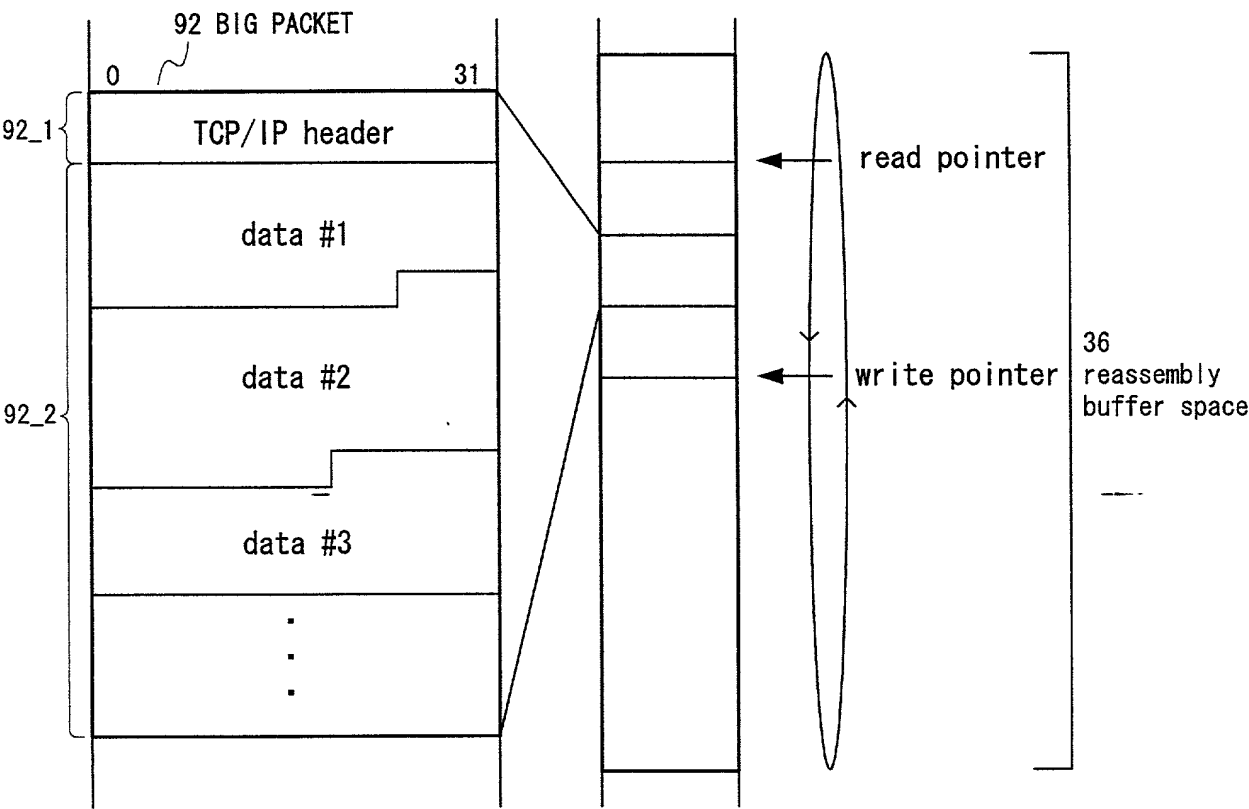 92 BIG PACKET
0
31
92_1
TCP/IP header
read pointer
data #1
36
reassembly
buffer space
write pointer
data #2
92_2
data #3